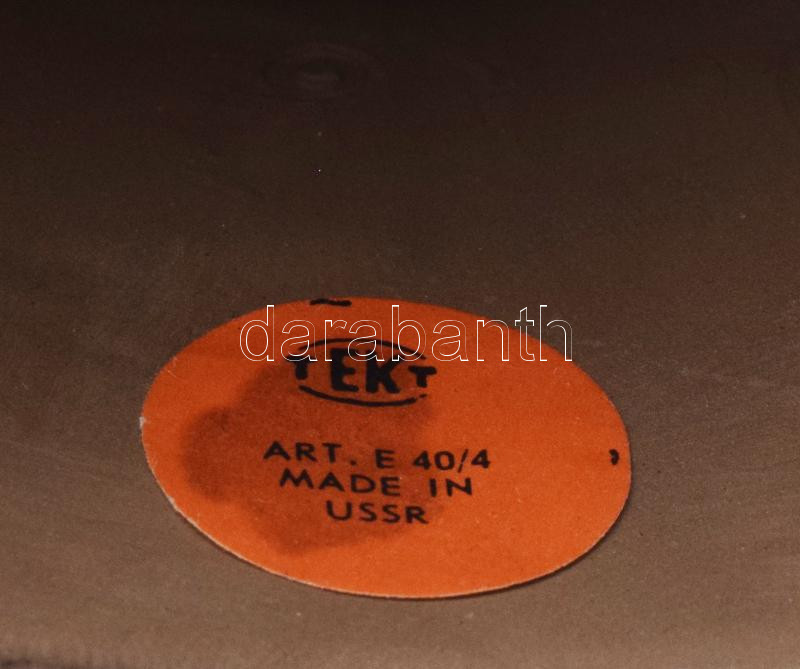 darabanth
TEKT
ART. E 40/4
MADE IN
USSR